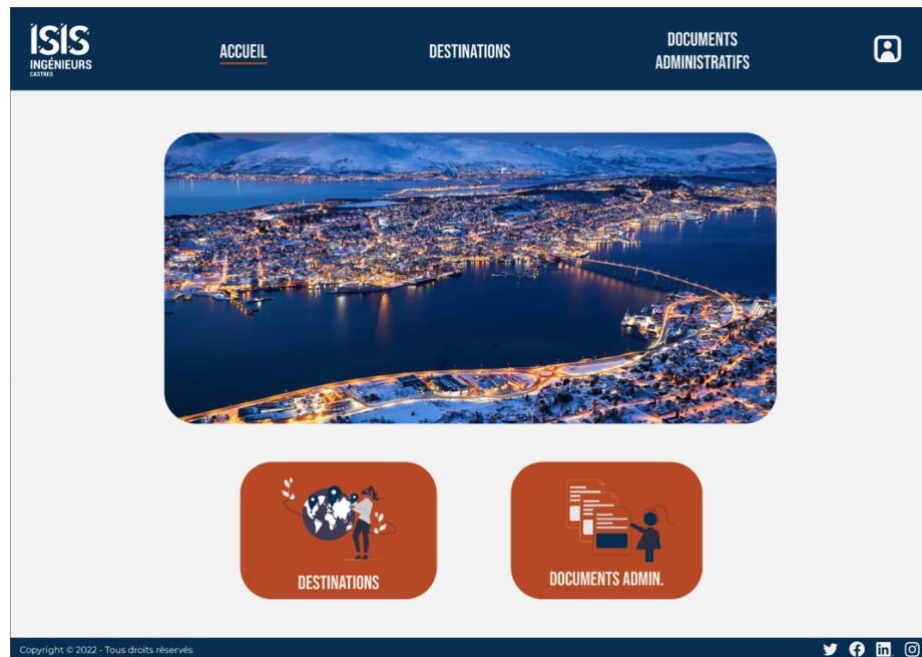 ISIS
INGÉNIEURS
CASTRES
ACCUEIL
DESTINATIONS
DOCUMENTS
ADMINISTRATIFS
DESTINATIONS
DOCUMENTS ADMIN.
Copyright © 2022 - Tous droits réservés